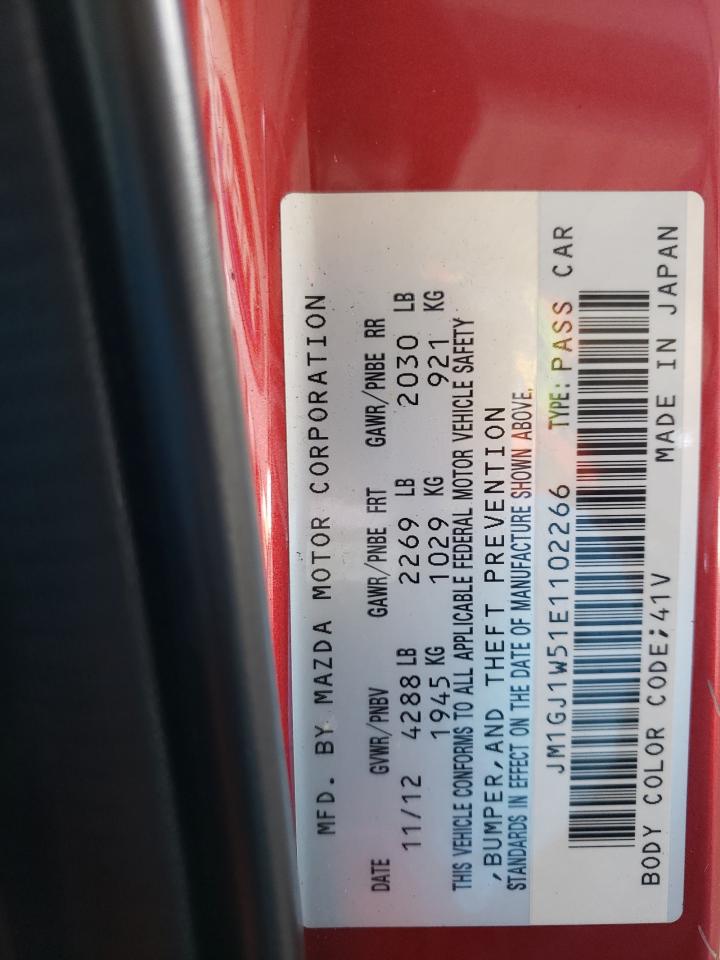 MFD. BY MAZDA MOTOR CORPORATION
DATE GVWR/PNBV GAWR/PNBE FRT GAWR/PNBE RR
11/12 4288 LB 2269 LB 2030 LB
1945 KG 1029 KG 921 KG
THIS VEHICLE CONFORMS TO ALL APPLICABLE FEDERAL MOTOR VEHICLE SAFETY
,BUMPER,AND THEFT PREVENTION
STANDARDS IN EFFECT ON THE DATE OF MANUFACTURE SHOWN ABOVE.
JM1GJ1W51E1102266 TYPE: PASS CAR
BODY COLOR CODE;41V MADE IN JAPAN